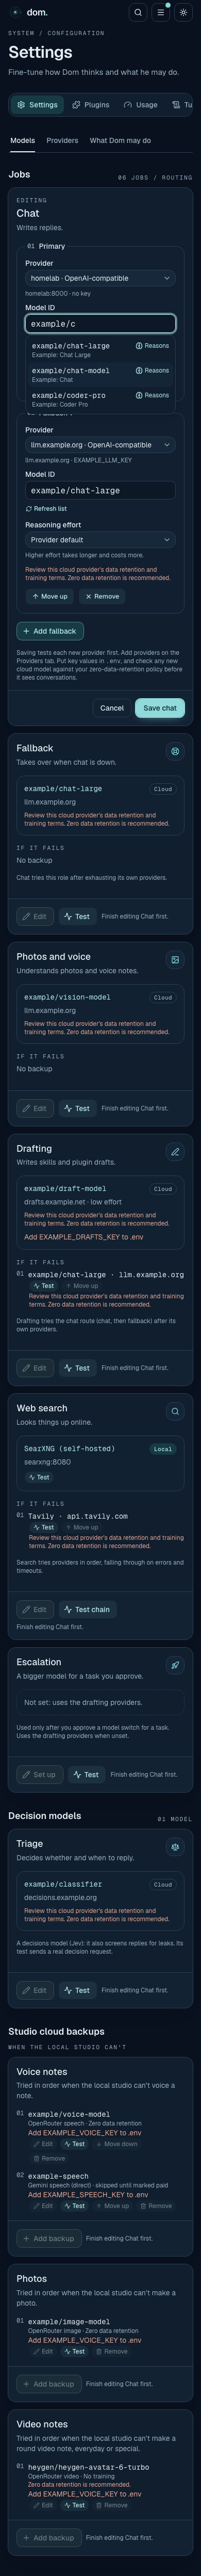 dom.
SYSTEM / CONFIGURATION
Settings
Fine-tune how Dom thinks and what he may do.
Settings
Plugins
Usage
Tu
Models
Providers
What Dom may do
Jobs
06 JOBS / ROUTING
EDITING
Chat
Writes replies.
01 Primary
Provider
homelab · OpenAI-compatible
homelab:8000 · no key
Model ID
example/c
example/chat-large
Reasons
Example: Chat Large
example/chat-model
Reasons
Example: Chat
example/coder-pro
Reasons
Example: Coder Pro
Provider
llm.example.org · OpenAI-compatible
llm.example.org · EXAMPLE_LLM_KEY
Model ID
example/chat-large
Refresh list
Reasoning effort
Provider default
Higher effort takes longer and costs more.
Review this cloud provider's data retention and
training terms. Zero data retention is recommended.
Move up
Remove
Add fallback
Saving tests each new provider first. Add providers on the
Providers tab. Put key values in .env, and check any new
cloud model against your zero-data-retention policy before
it sees conversations.
Cancel
Save chat
Fallback
Takes over when chat is down.
example/chat-large
Cloud
llm.example.org
Review this cloud provider's data retention and
training terms. Zero data retention is recommended.
IF IT FAILS
No backup
Chat tries this role after exhausting its own providers.
Edit
Test
Finish editing Chat first.
Photos and voice
Understands photos and voice notes.
example/vision-model
Cloud
llm.example.org
Review this cloud provider's data retention and
training terms. Zero data retention is recommended.
IF IT FAILS
No backup
Edit
Test
Finish editing Chat first.
Drafting
Writes skills and plugin drafts.
example/draft-model
Cloud
drafts.example.net · low effort
Review this cloud provider's data retention and
training terms. Zero data retention is recommended.
Add EXAMPLE_DRAFTS_KEY to .env
IF IT FAILS
01 example/chat-large · llm.example.org
Test
Move up
Review this cloud provider's data retention and training
terms. Zero data retention is recommended.
Drafting tries the chat route (chat, then fallback) after its
own providers.
Edit
Test
Finish editing Chat first.
Web search
Looks things up online.
SearXNG (self-hosted)
Local
searxng:8080
Test
IF IT FAILS
01 Tavily · api.tavily.com
Test
Move up
Review this cloud provider's data retention and training
terms. Zero data retention is recommended.
Search tries providers in order, falling through on errors and
timeouts.
Edit
Test chain
Finish editing Chat first.
Escalation
A bigger model for a task you approve.
Not set: uses the drafting providers.
Used only after you approve a model switch for a task.
Uses the drafting providers when unset.
Set up
Test
Finish editing Chat first.
Decision models
01 MODEL
Triage
Decides whether and when to reply.
example/classifier
Cloud
decisions.example.org
Review this cloud provider's data retention and
training terms. Zero data retention is recommended.
A decisions model (Jev): it also screens replies for leaks. Its
test sends a real decision request.
Edit
Test
Finish editing Chat first.
Studio cloud backups
WHEN THE LOCAL STUDIO CAN'T
Voice notes
Tried in order when the local studio can't voice a
note.
01 example/voice-model
OpenRouter speech · Zero data retention
Add EXAMPLE_VOICE_KEY to .env
Edit
Test
Move down
Remove
02 example-speech
Gemini speech (direct) · skipped until marked paid
Add EXAMPLE_SPEECH_KEY to .env
Edit
Test
Move up
Remove
Add backup
Finish editing Chat first.
Photos
Tried in order when the local studio can't make a
photo.
01 example/image-model
OpenRouter image · Zero data retention
Add EXAMPLE_VOICE_KEY to .env
Edit
Test
Remove
Add backup
Finish editing Chat first.
Video notes
Tried in order when the local studio can't make a
round video note, everyday or special.
01 heygen/heygen-avatar-6-turbo
OpenRouter video · No training
Zero data retention is recommended.
Add EXAMPLE_VOICE_KEY to .env
Edit
Test
Remove
Add backup
Finish editing Chat first.